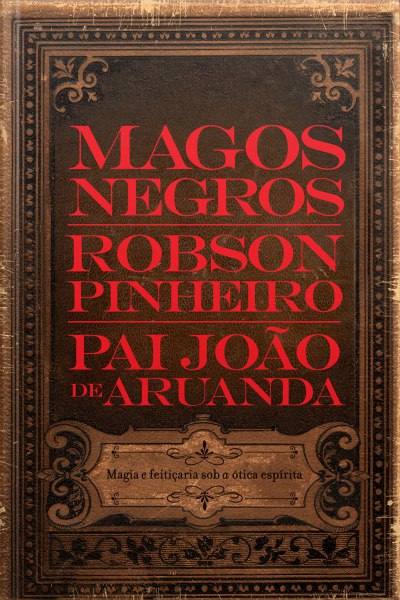 MAGOS
NEGROS
ROBSON
PINHEIRO
PAI JOÃO
DE ARUANDA
Magia e feitiçaria sob a ótica espírita